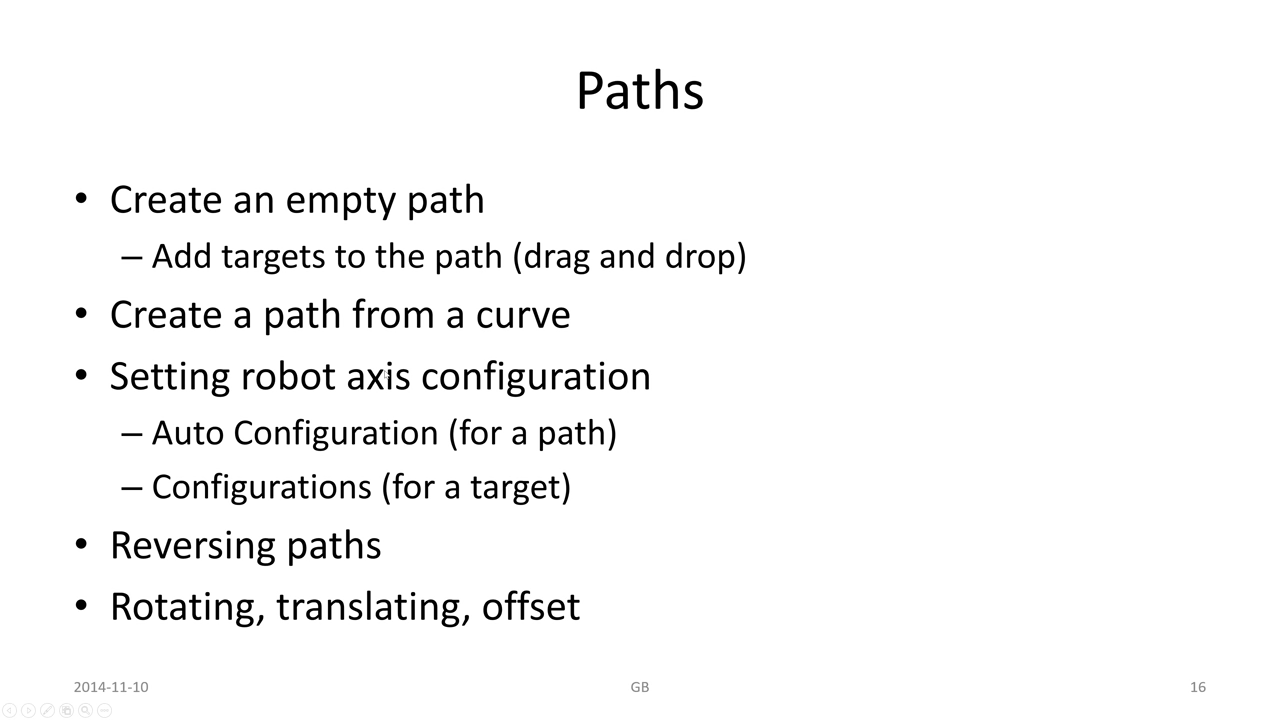 Paths
• Create an empty path
– Add targets to the path (drag and drop)
• Create a path from a curve
• Setting robot axis configuration
– Auto Configuration (for a path)
– Configurations (for a target)
• Reversing paths
• Rotating, translating, offset
2014-11-10 GB 16